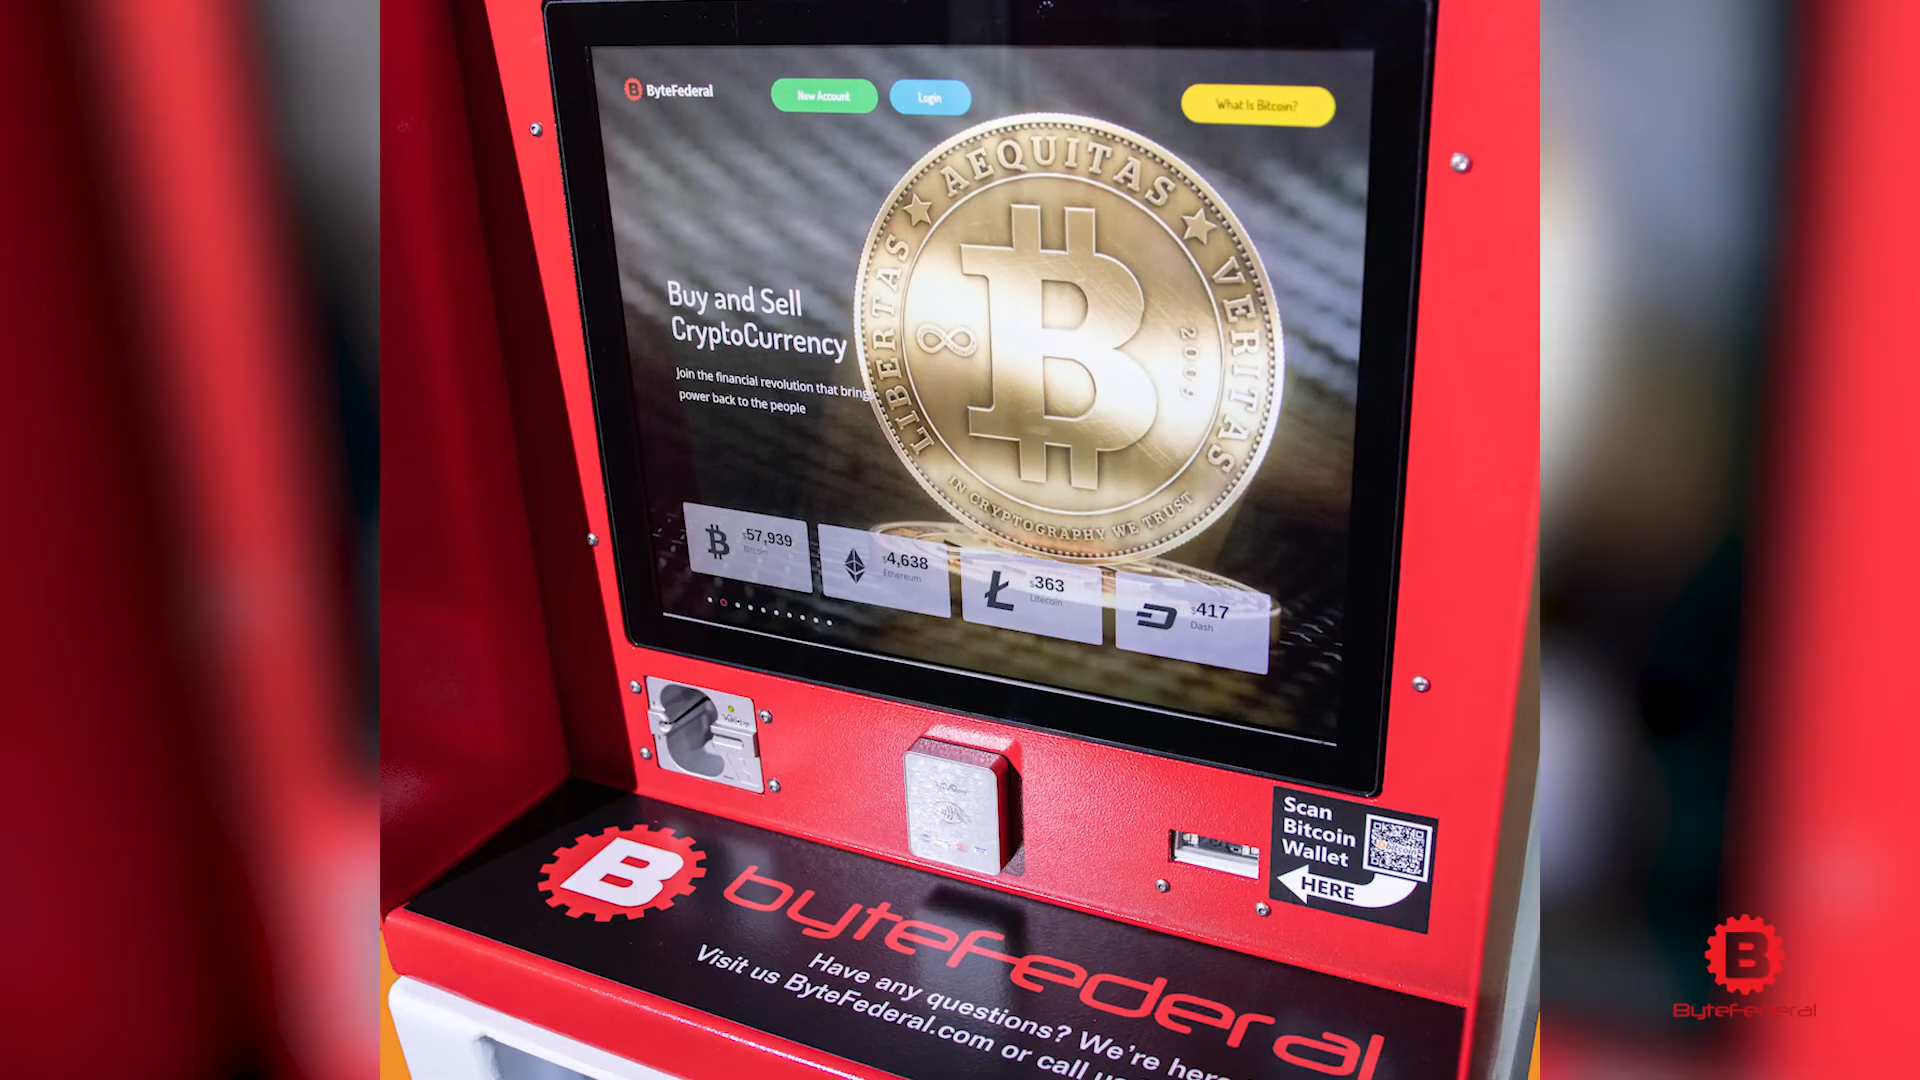 ByteFederal
New Account
Login
What Is Bitcoin?
AEQUITAS
LIBERTAS
VERITAS
2009
IN CRYPTOGRAPHY WE TRUST
Buy and Sell
CryptoCurrency
Join the financial revolution that brings
power back to the people
$57,939
Bitcoin
$4,638
Ethereum
$363
Litecoin
$417
Dash
Scan
Bitcoin
Wallet
bitcoin
HERE
bytefederal
Have any questions? We're here
Visit us ByteFederal.com or call us
ByteFederal